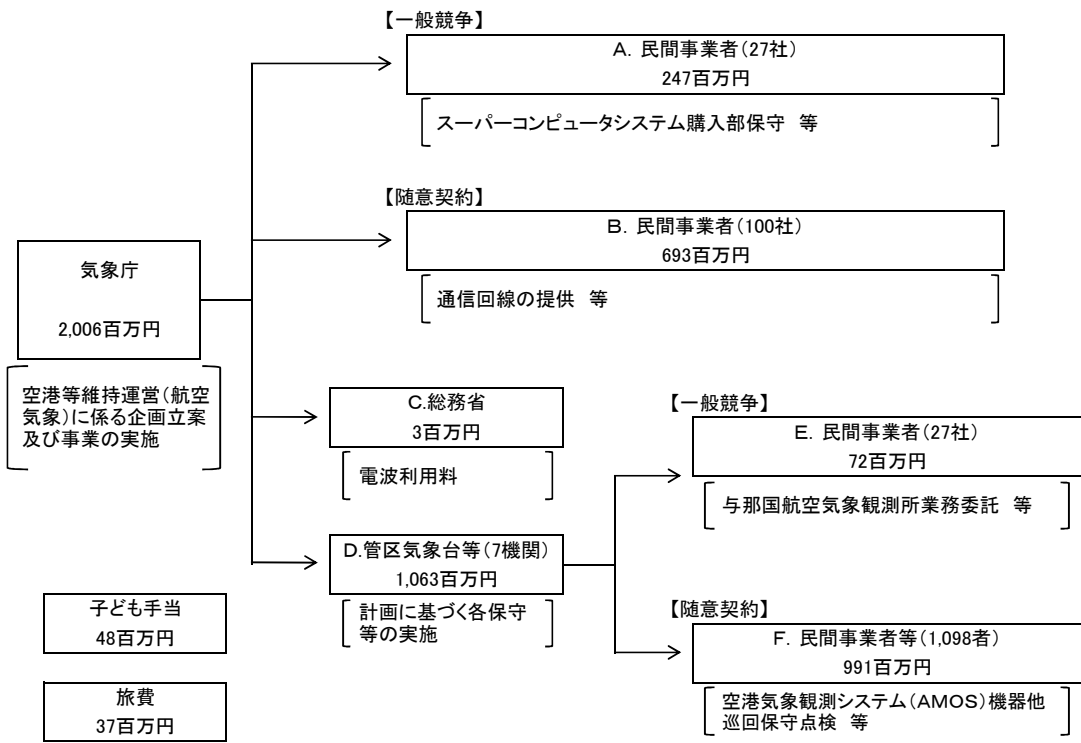 【一般競争】
A. 民間事業者(27社)
247百万円
スーパーコンピュータシステム購入部保守 等
【随意契約】
B. 民間事業者(100社)
693百万円
通信回線の提供 等
気象庁
2,006百万円
空港等維持運営(航空
気象)に係る企画立案
及び事業の実施
C.総務省
3百万円
電波利用料
D.管区気象台等(7機関)
1,063百万円
計画に基づく各保守
等の実施
【一般競争】
E. 民間事業者(27社)
72百万円
与那国航空気象観測所業務委託 等
【随意契約】
F. 民間事業者等(1,098者)
991百万円
空港気象観測システム(AMOS)機器他
巡回保守点検 等
子ども手当
48百万円
旅費
37百万円